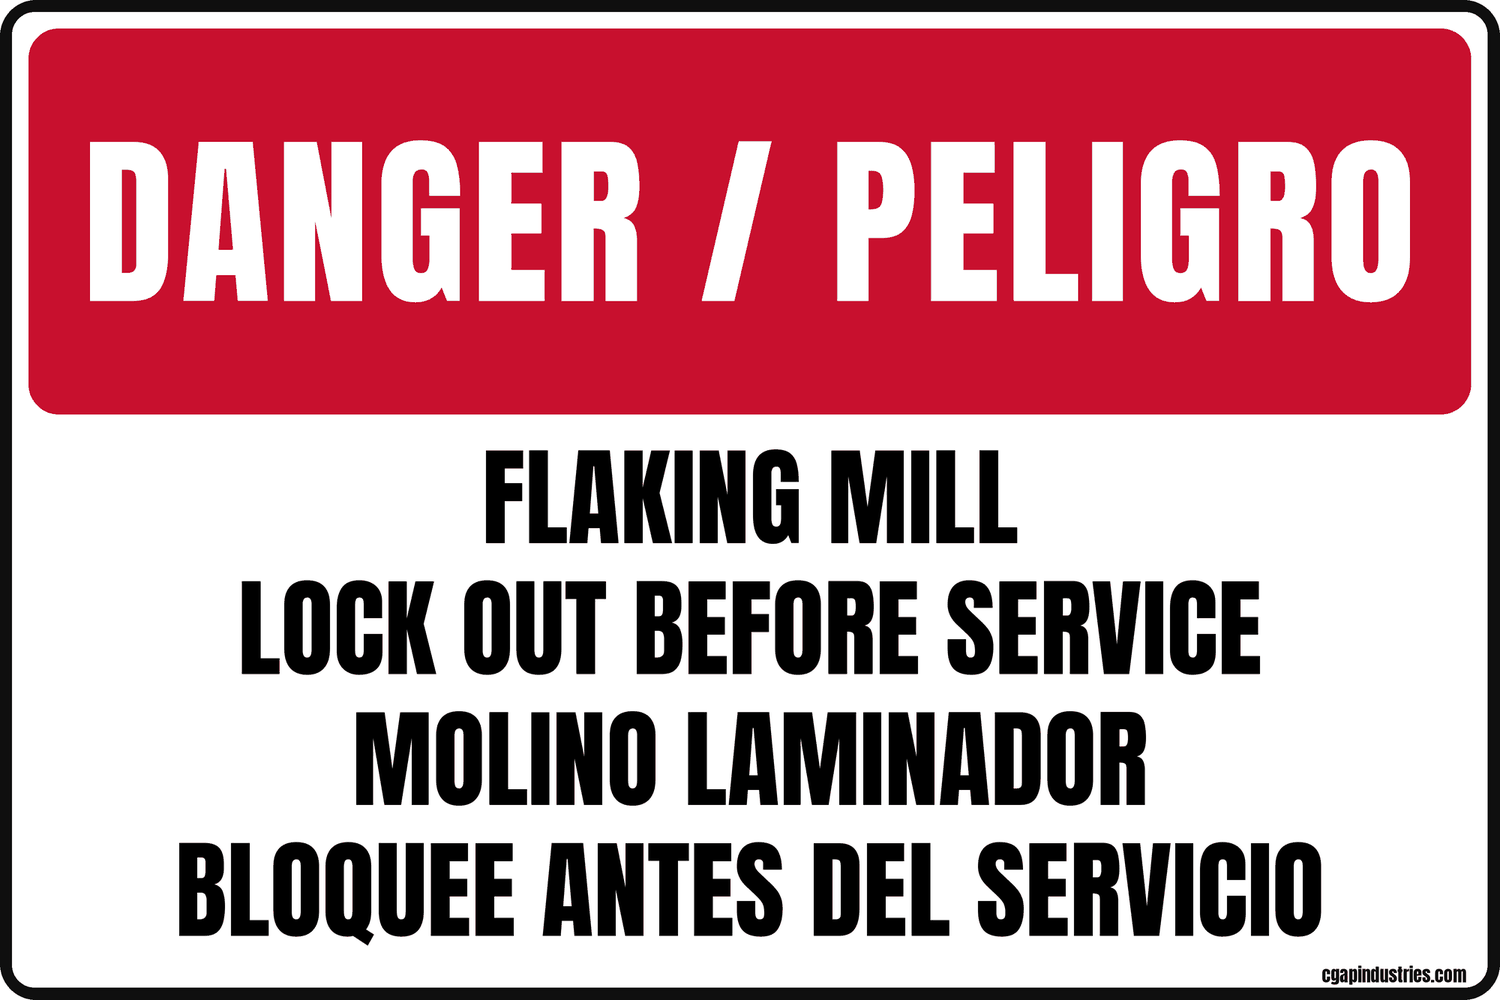 DANGER / PELIGRO
FLAKING MILL
LOCK OUT BEFORE SERVICE
MOLINO LAMINADOR
BLOQUEE ANTES DEL SERVICIO
cgapindustries.com